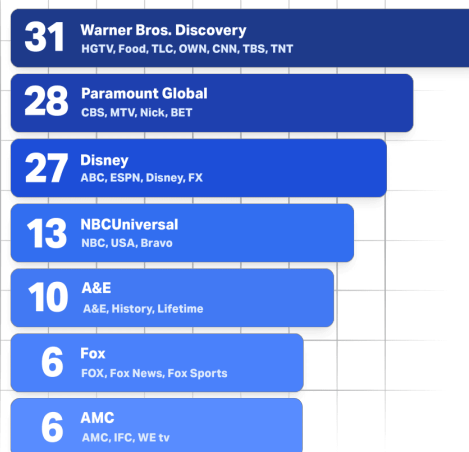 31 Warner Bros. Discovery
HGTV, Food, TLC, OWN, CNN, TBS, TNT
28 Paramount Global
CBS, MTV, Nick, BET
27 Disney
ABC, ESPN, Disney, FX
13 NBCUniversal
NBC, USA, Bravo
10 A&E
A&E, History, Lifetime
6 Fox
FOX, Fox News, Fox Sports
6 AMC
AMC, IFC, WE tv